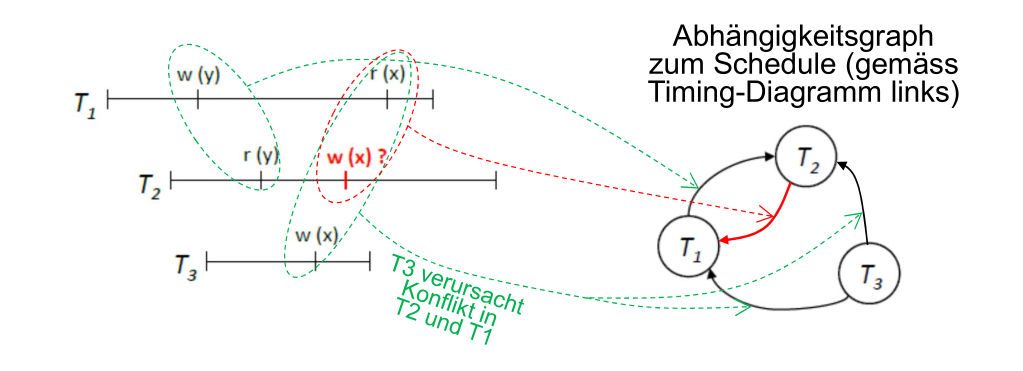 Abhängigkeitsgraph
zum Schedule (gemäss
Timing-Diagramm links)
w (y)
r (x)
T1
r (y)
w (x) ?
T2
w (x)
T3
T3 verursacht
Konflikt in
T2 und T1
T2
T1
T3